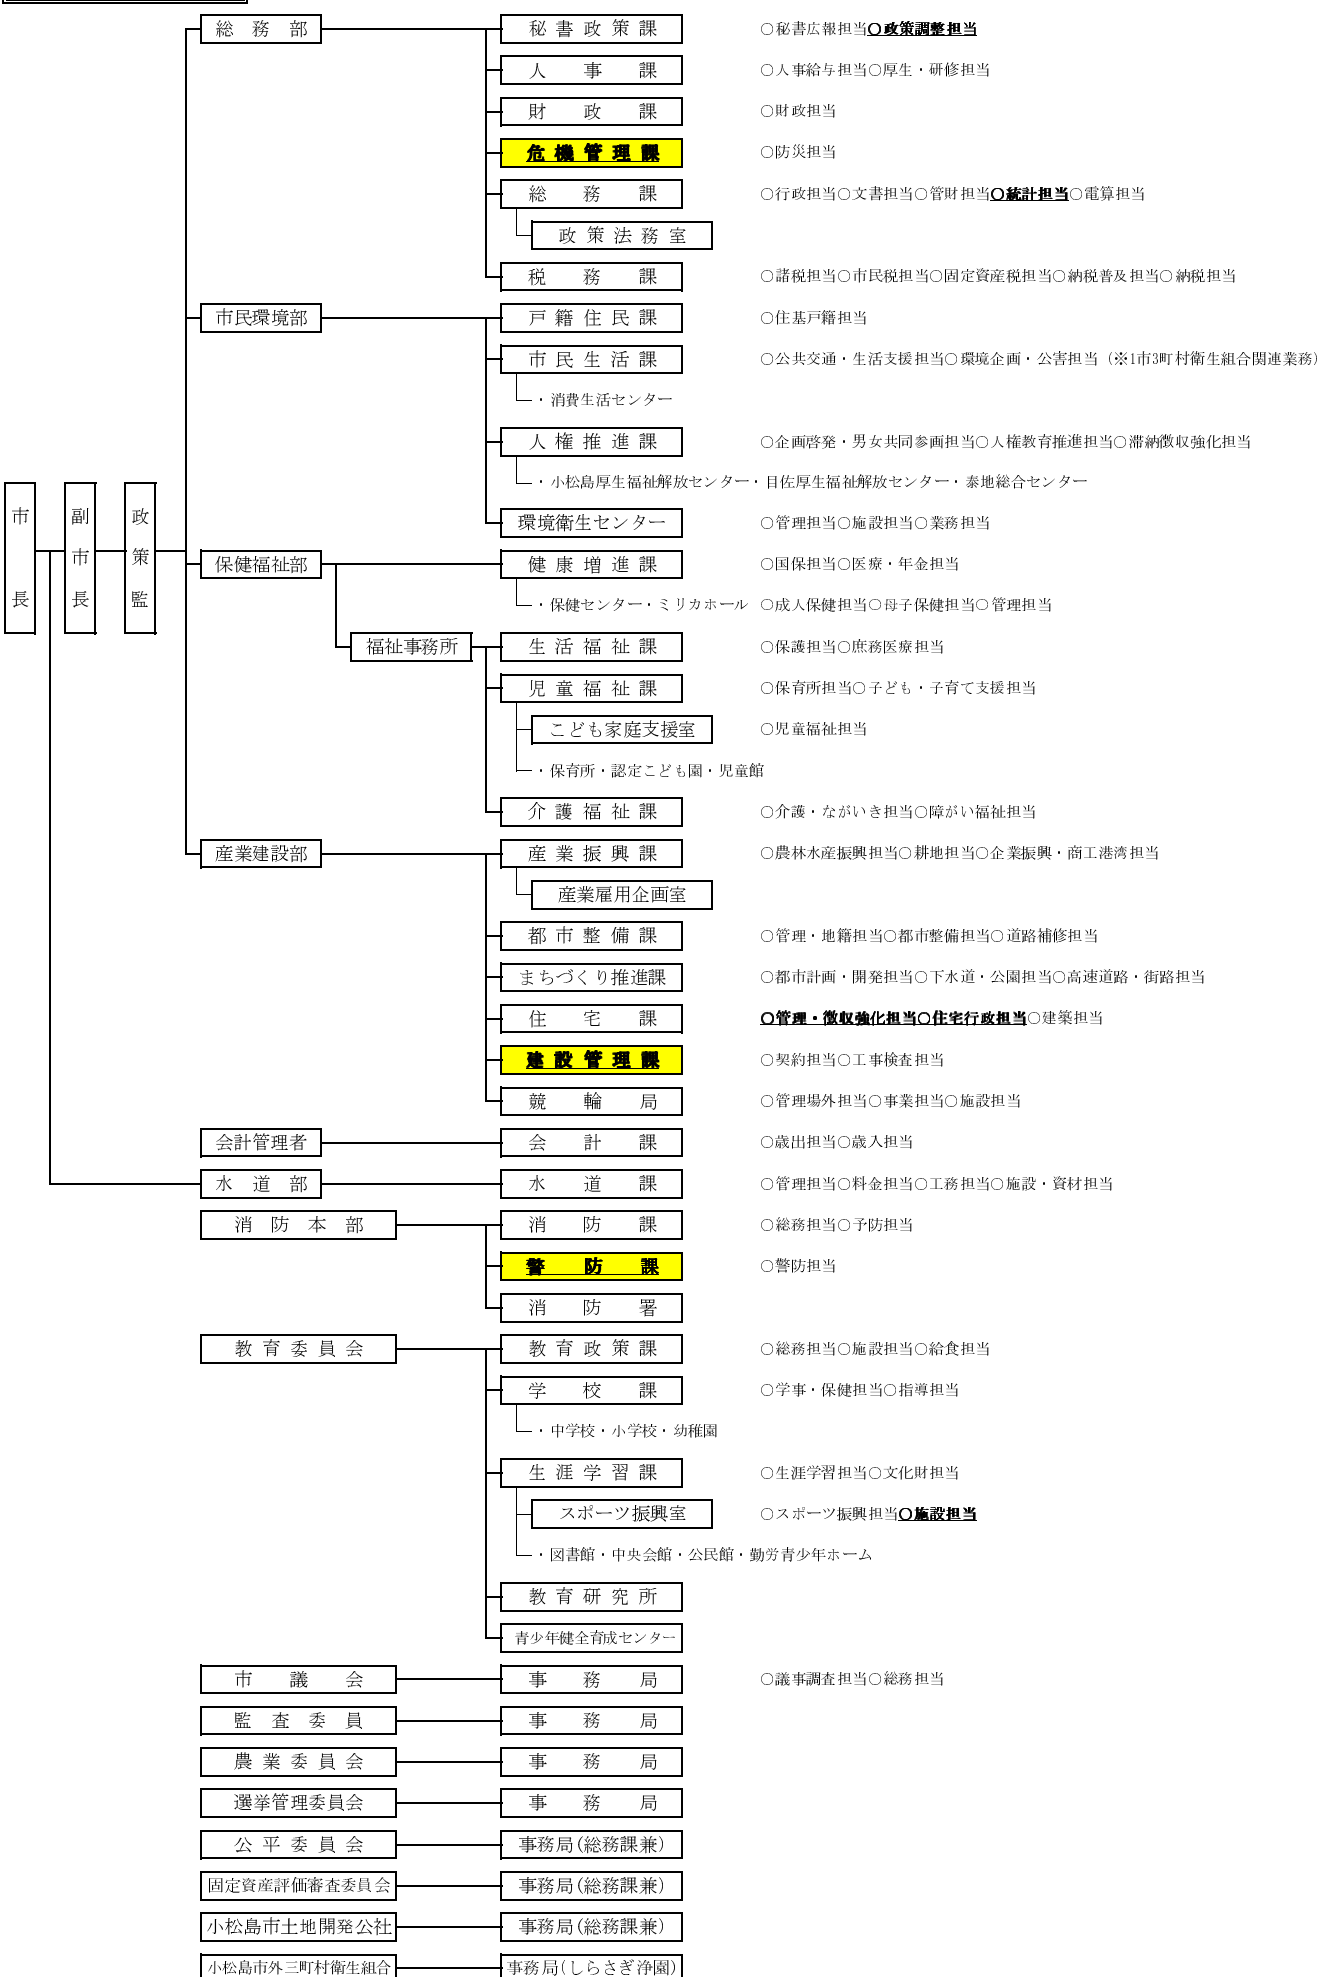 総務部 秘書政策課 ○秘書広報担当○政策調整担当
人事課 ○人事給与担当○厚生・研修担当
財政課 ○財政担当
危機管理課 ○防災担当
総務課 ○行政担当○文書担当○管財担当○統計担当○電算担当
政策法務室
税務課 ○諸税担当○市民税担当○固定資産税担当○納税普及担当○納税担当
市民環境部 戸籍住民課 ○住基戸籍担当
市民生活課 ○公共交通・生活支援担当○環境企画・公害担当（※1市3町村衛生組合関連業務）
・消費生活センター
人権推進課 ○企画啓発・男女共同参画担当○人権教育推進担当○滞納徴収強化担当
・小松島厚生福祉解放センター・目佐厚生福祉解放センター・泰地総合センター
市長 副市長 政策監
環境衛生センター ○管理担当○施設担当○業務担当
保健福祉部 健康増進課 ○国保担当○医療・年金担当
・保健センター・ミリカホール ○成人保健担当○母子保健担当○管理担当
福祉事務所 生活福祉課 ○保護担当○庶務医療担当
児童福祉課 ○保育所担当○子ども・子育て支援担当
こども家庭支援室 ○児童福祉担当
・保育所・認定こども園・児童館
介護福祉課 ○介護・ながいき担当○障がい福祉担当
産業建設部 産業振興課 ○農林水産振興担当○耕地担当○企業振興・商工港湾担当
産業雇用企画室
都市整備課 ○管理・地籍担当○都市整備担当○道路補修担当
まちづくり推進課 ○都市計画・開発担当○下水道・公園担当○高速道路・街路担当
住宅課 ○管理・徴収強化担当○住宅行政担当○建築担当
建設管理課 ○契約担当○工事検査担当
競輪局 ○管理場外担当○事業担当○施設担当
会計管理者 会計課 ○歳出担当○歳入担当
水道部 水道課 ○管理担当○料金担当○工務担当○施設・資材担当
消防本部 消防課 ○総務担当○予防担当
警防課 ○警防担当
消防署
教育委員会 教育政策課 ○総務担当○施設担当○給食担当
学校課 ○学事・保健担当○指導担当
・中学校・小学校・幼稚園
生涯学習課 ○生涯学習担当○文化財担当
スポーツ振興室 ○スポーツ振興担当○施設担当
・図書館・中央会館・公民館・勤労青少年ホーム
教育研究所
青少年健全育成センター
市議会 事務局 ○議事調査担当○総務担当
監査委員 事務局
農業委員会 事務局
選挙管理委員会 事務局
公平委員会 事務局(総務課兼)
固定資産評価審査委員会 事務局(総務課兼)
小松島市土地開発公社 事務局(総務課兼)
小松島市外三町村衛生組合 事務局(しらさぎ浄園)